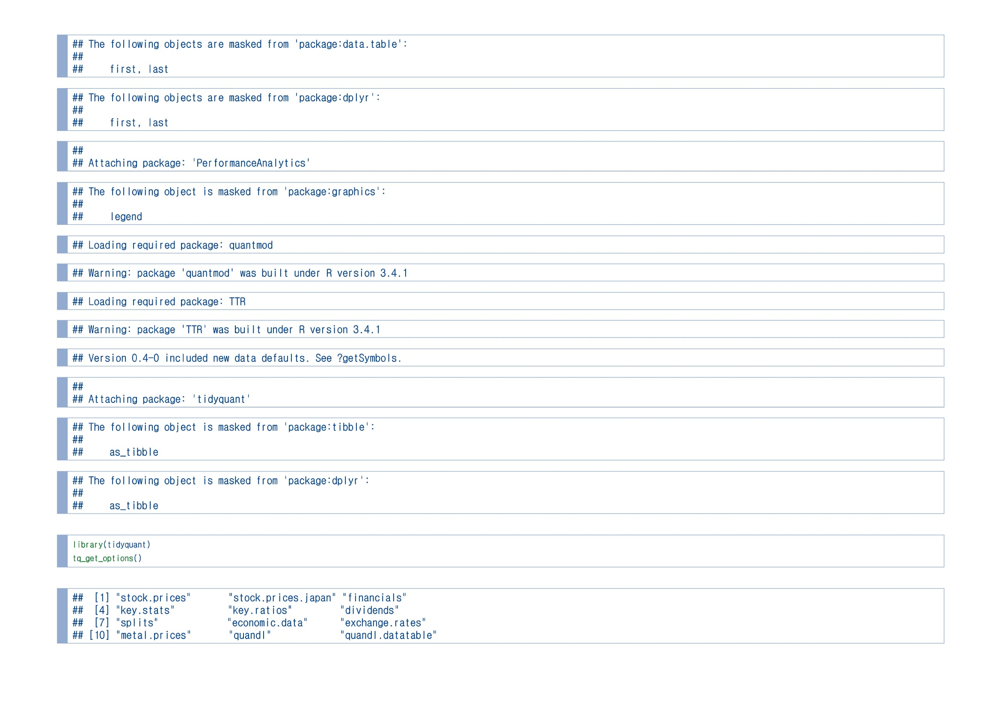 ## The following objects are masked from 'package:data.table':
##
##     first, last
## The following objects are masked from 'package:dplyr':
##
##     first, last
##
## Attaching package: 'PerformanceAnalytics'
## The following object is masked from 'package:graphics':
##
##     legend
## Loading required package: quantmod
## Warning: package 'quantmod' was built under R version 3.4.1
## Loading required package: TTR
## Warning: package 'TTR' was built under R version 3.4.1
## Version 0.4-0 included new data defaults. See ?getSymbols.
##
## Attaching package: 'tidyquant'
## The following object is masked from 'package:tibble':
##
##     as_tibble
## The following object is masked from 'package:dplyr':
##
##     as_tibble
library(tidyquant)
tq_get_options()
##  [1] "stock.prices"       "stock.prices.japan" "financials"
##  [4] "key.stats"          "key.ratios"         "dividends"
##  [7] "splits"             "economic.data"      "exchange.rates"
## [10] "metal.prices"       "quandl"             "quandl.datatable"